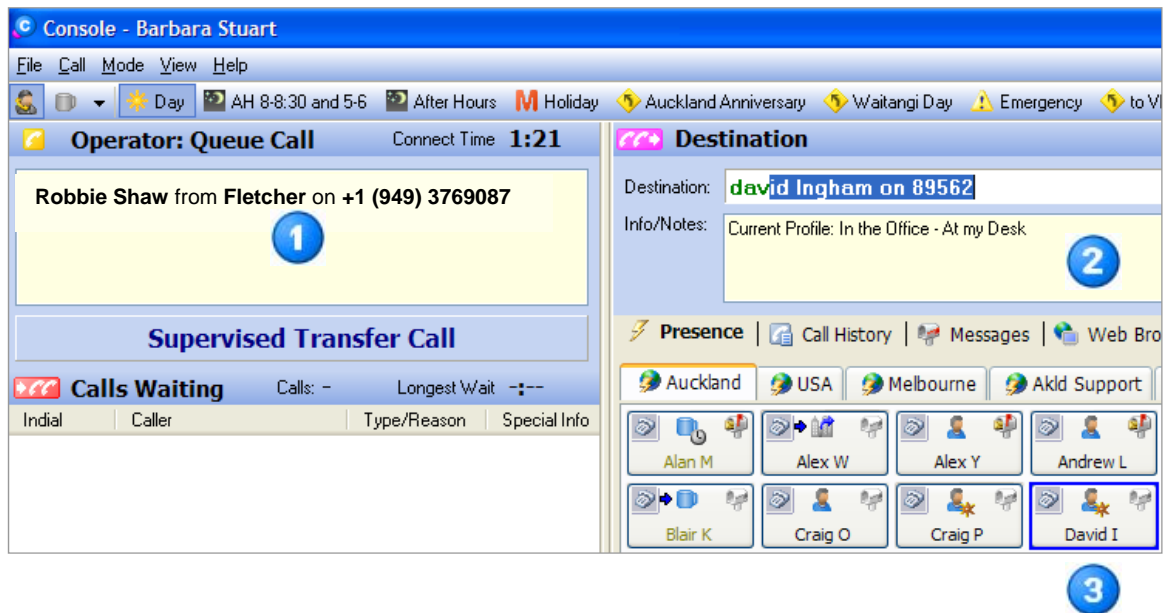 Console - Barbara Stuart
File Call Mode View Help
Day AH 8-8:30 and 5-6 After Hours Holiday Auckland Anniversary Waitangi Day Emergency to
Operator: Queue Call Connect Time 1:21
Robbie Shaw from Fletcher on +1 (949) 3769087
1
Supervised Transfer Call
Calls Waiting Calls: - Longest Wait -:--
Indial Caller Type/Reason Special Info
Destination
Destination: david Ingham on 89562
Info/Notes: Current Profile: In the Office - At my Desk
2
Presence Call History Messages Web Bro
Auckland USA Melbourne Akld Support
Alan M Alex W Alex Y Andrew L
Blair K Craig O Craig P David I
3